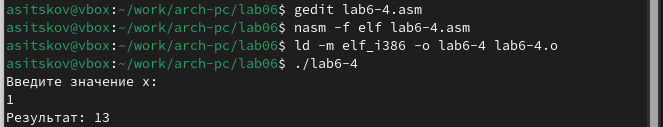 asitskov@vbox:~/work/arch-pc/lab06$ gedit lab6-4.asm
asitskov@vbox:~/work/arch-pc/lab06$ nasm -f elf lab6-4.asm
asitskov@vbox:~/work/arch-pc/lab06$ ld -m elf_i386 -o lab6-4 lab6-4.o
asitskov@vbox:~/work/arch-pc/lab06$ ./lab6-4
Введите значение x:
1
Результат: 13